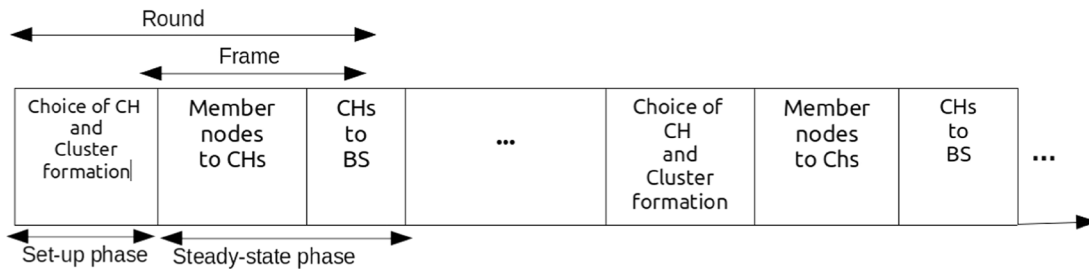 Round
Frame
Choice of CH
and
Cluster
formation
Member
nodes
to CHs
CHs
to
BS
...
Choice of
CH
and
Cluster
formation
Member
nodes
to Chs
CHs
to
BS
...
Set-up phase
Steady-state phase